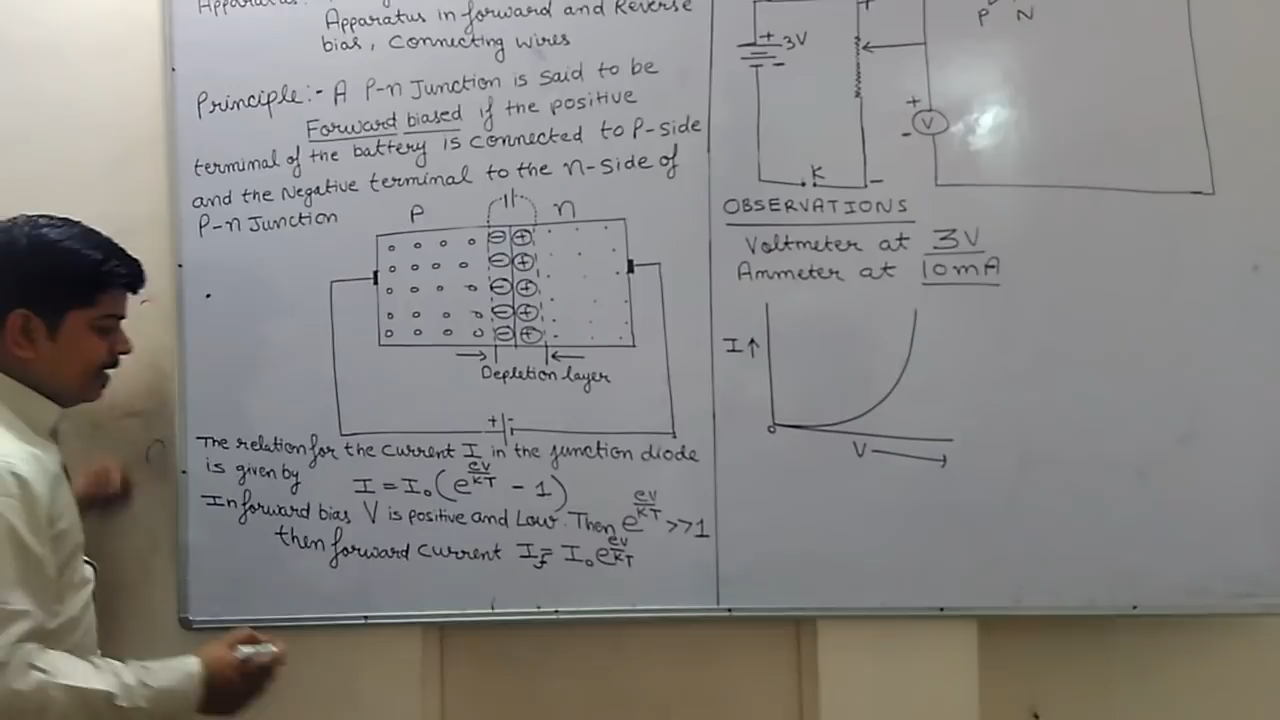 Apparatus:
Apparatus in forward and Reverse
bias, Connecting wires
Principle:- A P-n Junction is said to be
Forward biased if the positive
terminal of the battery is connected to P-side
and the Negative terminal to the n-side of
P-n Junction
P n
- +
- +
- +
- +
- +
Depletion layer
+ -
The relation for the current I in the junction diode
is given by I = I₀(e^(eV/KT) - 1)
In forward bias V is positive and Low. Then e^(eV/KT) >>1
then forward current I_f = I₀e^(eV/KT)
+
P N
+ 3V
-
+
V
-
K
-
OBSERVATIONS
Voltmeter at 3V
Ammeter at 10mA
I↑
0
V →